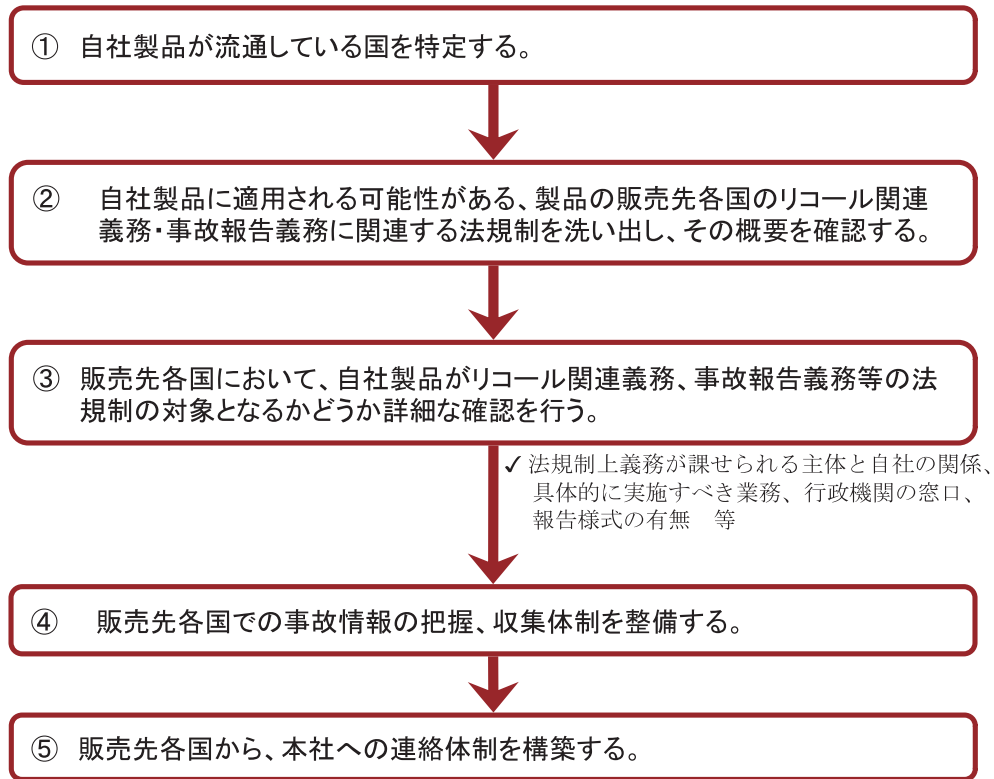 ① 自社製品が流通している国を特定する。
② 自社製品に適用される可能性がある、製品の販売先各国のリコール関連
義務・事故報告義務に関連する法規制を洗い出し、その概要を確認する。
③ 販売先各国において、自社製品がリコール関連義務、事故報告義務等の法
規制の対象となるかどうか詳細な確認を行う。
✓ 法規制上義務が課せられる主体と自社の関係、
具体的に実施すべき業務、行政機関の窓口、
報告様式の有無　等
④ 販売先各国での事故情報の把握、収集体制を整備する。
⑤ 販売先各国から、本社への連絡体制を構築する。